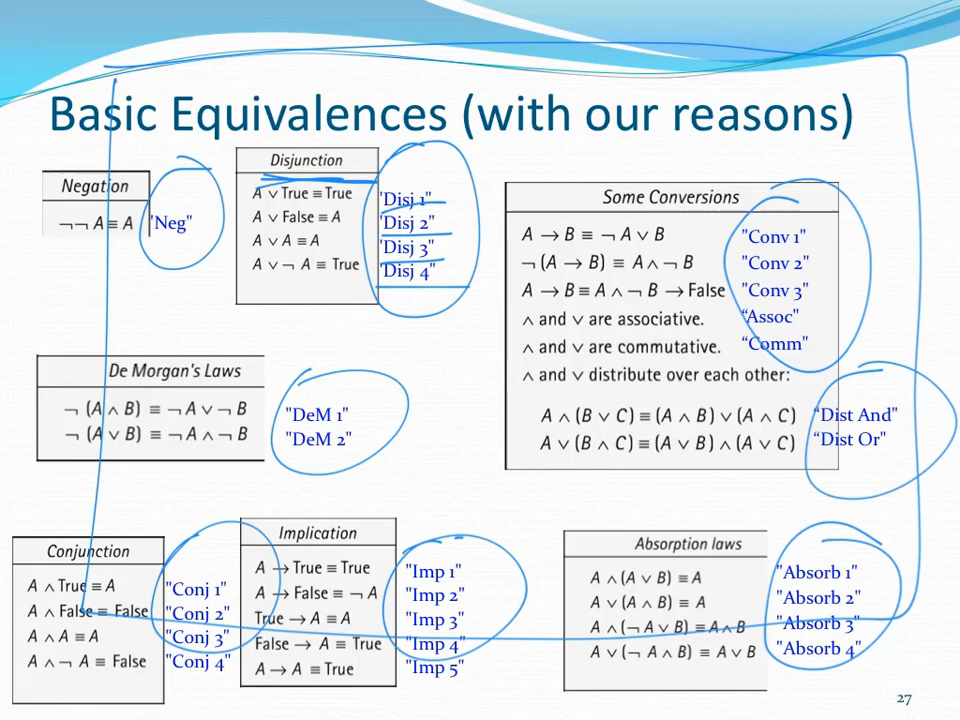 Basic Equivalences (with our reasons)
Negation
¬ ¬ A ≡ A "Neg"
Disjunction
A ∨ True ≡ True "Disj 1"
A ∨ False ≡ A "Disj 2"
A ∨ A ≡ A "Disj 3"
A ∨ ¬ A ≡ True "Disj 4"
Some Conversions
A → B ≡ ¬ A ∨ B "Conv 1"
¬ (A → B) ≡ A ∧ ¬ B "Conv 2"
A → B ≡ A ∧ ¬ B → False "Conv 3"
∧ and ∨ are associative. “Assoc"
∧ and ∨ are commutative. “Comm"
∧ and ∨ distribute over each other:
A ∧ (B ∨ C) ≡ (A ∧ B) ∨ (A ∧ C) “Dist And"
A ∨ (B ∧ C) ≡ (A ∨ B) ∧ (A ∨ C) “Dist Or"
De Morgan's Laws
¬ (A ∧ B) ≡ ¬ A ∨ ¬ B "DeM 1"
¬ (A ∨ B) ≡ ¬ A ∧ ¬ B "DeM 2"
Conjunction
A ∧ True ≡ A "Conj 1"
A ∧ False ≡ False "Conj 2"
A ∧ A ≡ A "Conj 3"
A ∧ ¬ A ≡ False "Conj 4"
Implication
A → True ≡ True "Imp 1"
A → False ≡ ¬ A "Imp 2"
True → A ≡ A "Imp 3"
False → A ≡ True "Imp 4"
A → A ≡ True "Imp 5"
Absorption laws
A ∧ (A ∨ B) ≡ A "Absorb 1"
A ∨ (A ∧ B) ≡ A "Absorb 2"
A ∧ (¬ A ∨ B) ≡ A ∧ B "Absorb 3"
A ∨ (¬ A ∧ B) ≡ A ∨ B "Absorb 4"
27